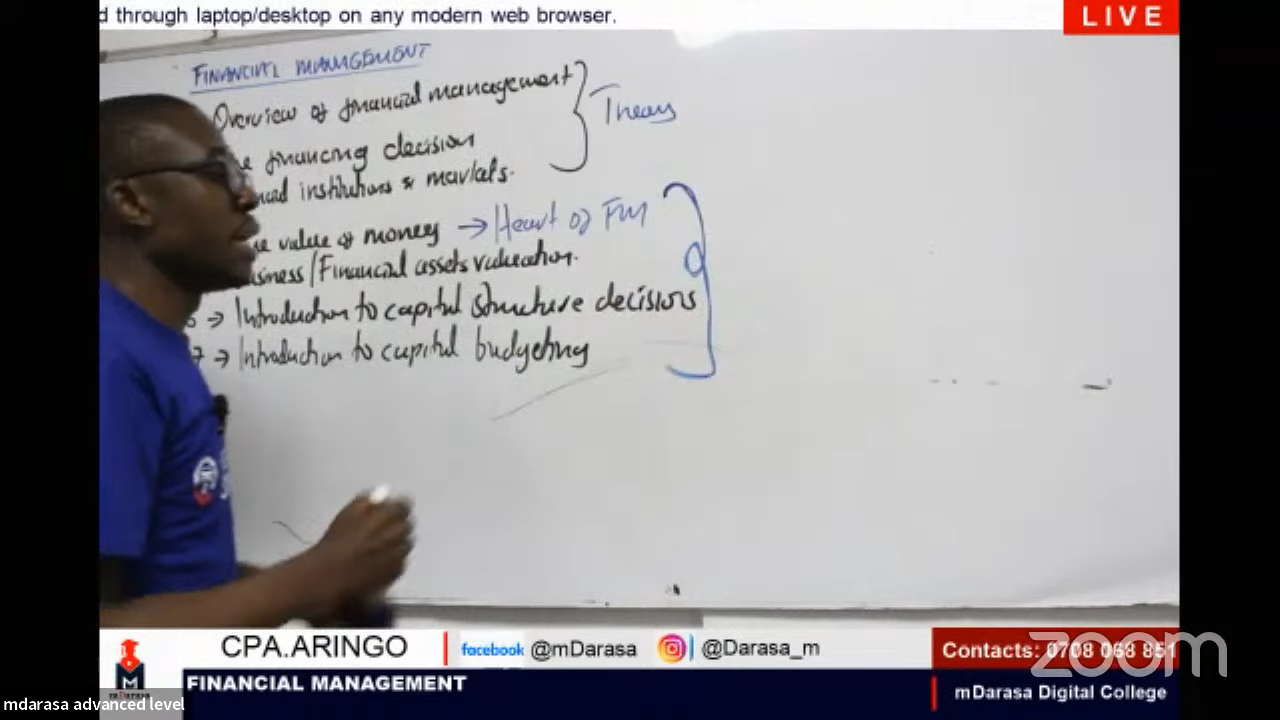 d through laptop/desktop on any modern web browser.
LIVE
FINANCIAL MANAGEMENT
Overview of financial management
Theory
financing decision
institutions & markets.
value of money → Heart of FM
/Financial assets valuation.
→ Introduction to capital structure decisions
7 → Introduction to capital budgeting
Q
CPA.ARINGO
facebook @mDarasa
@Darasa_m
Contacts: 0708 068 851
zoom
mDarasa
FINANCIAL MANAGEMENT
mDarasa Digital College
mdarasa advanced level